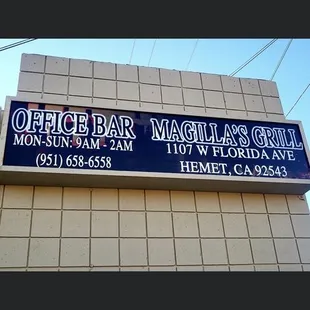 OFFICE BAR
MON-SUN: 9AM - 2AM
(951) 658-6558
MAGILLA'S GRILL
1107 W FLORIDA AVE
HEMET, CA 92543